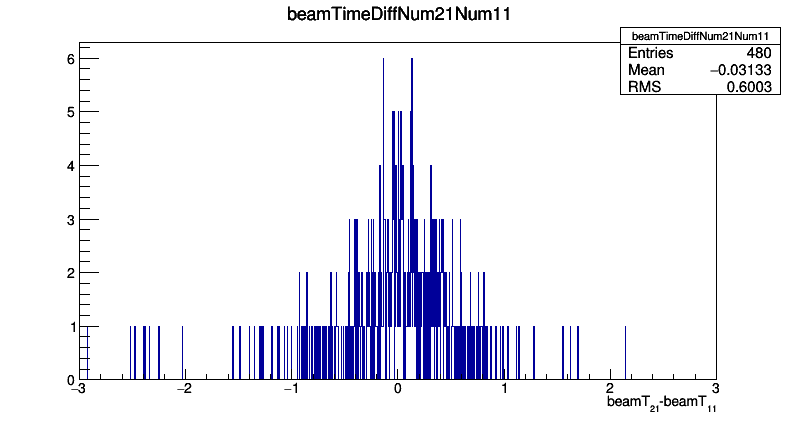 beamTimeDiffNum21Num11
beamTimeDiffNum21Num11
Entries 480
Mean −0.03133
RMS 0.6003
6
5
4
3
2
1
0
−3 −2 −1 0 1 2 3
beamT21-beamT11